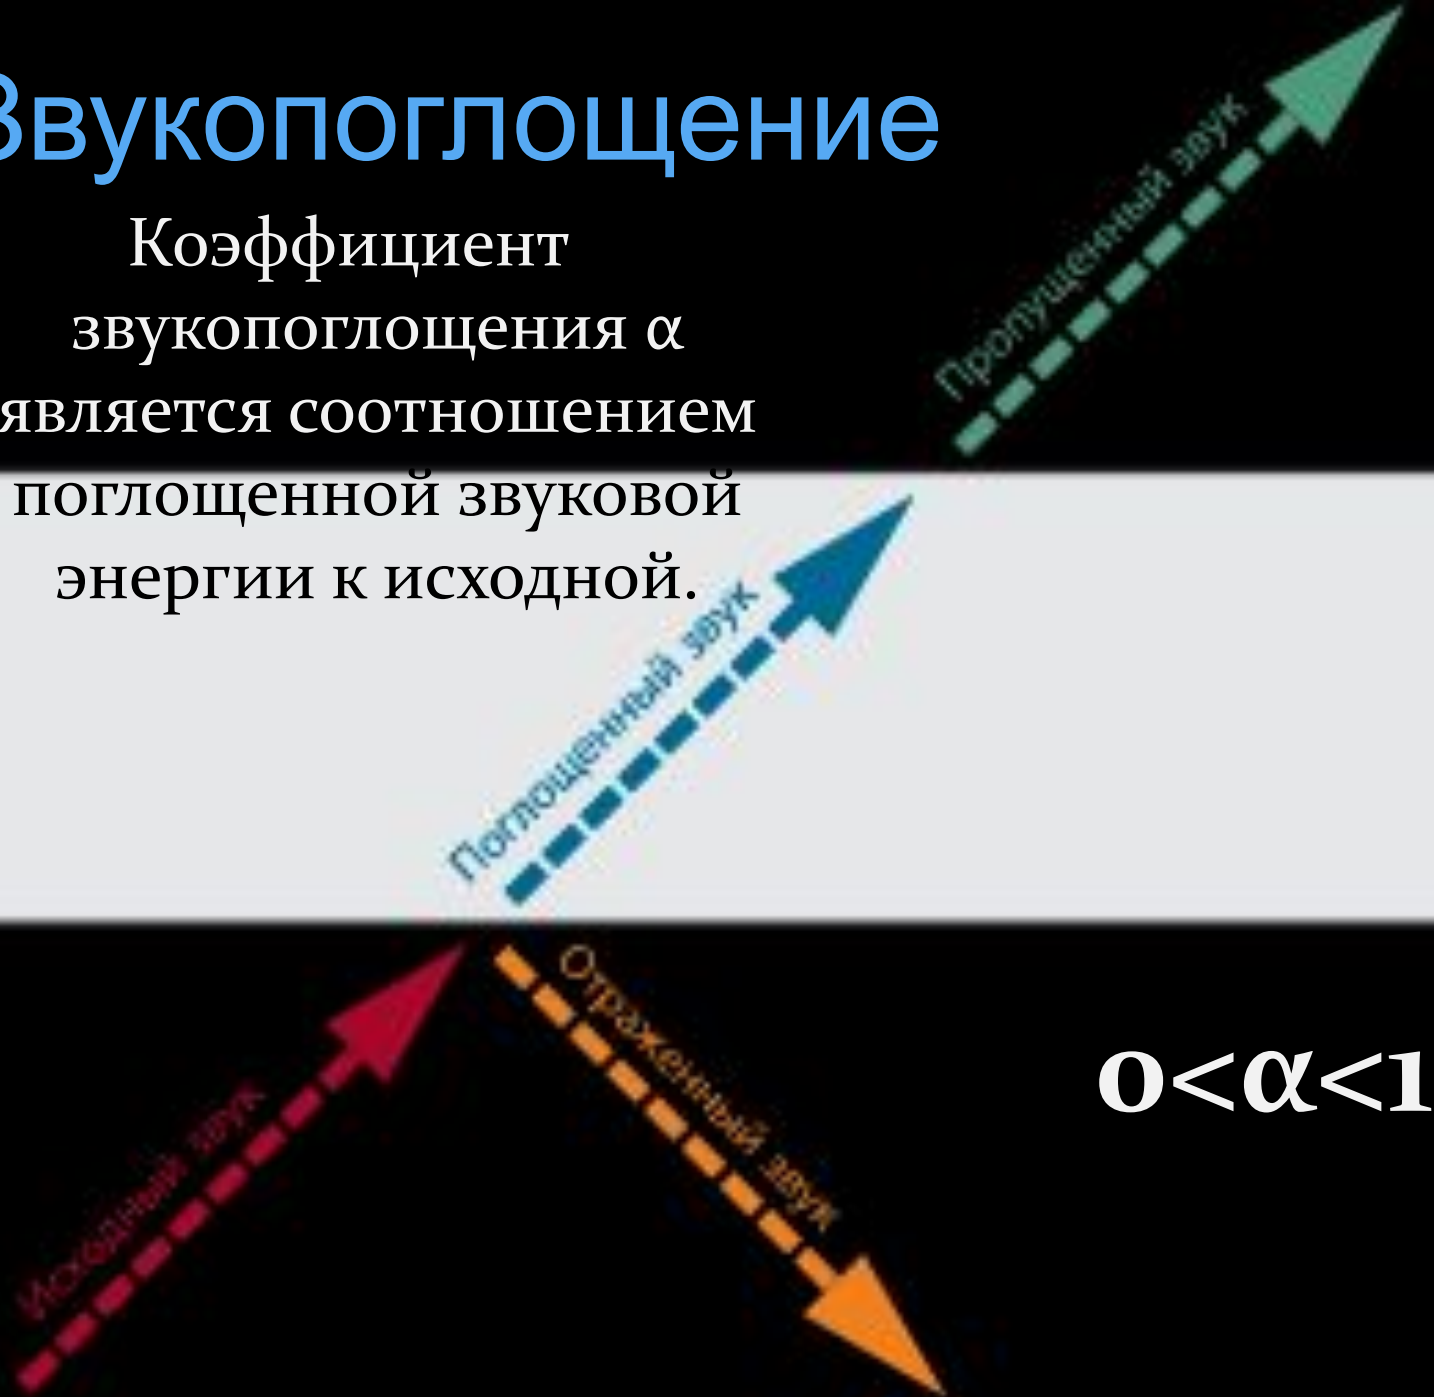 Звукопоглощение
Коэффициент
звукопоглощения α
является соотношением
поглощенной звуковой
энергии к исходной.
Пропущенный звук
Поглощенный звук
Отраженный звук
Исходный звук
0<α<1